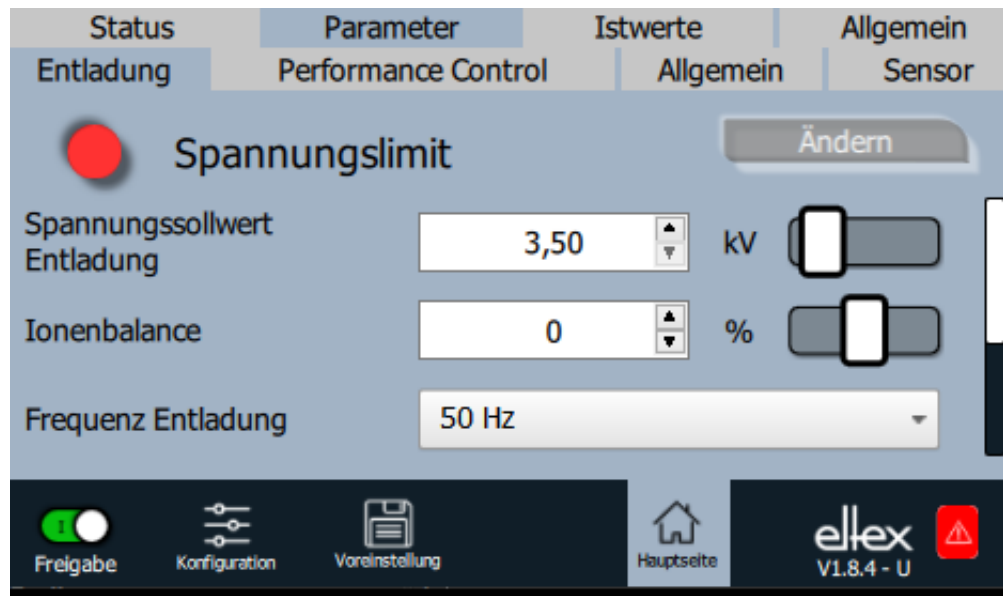 Status Parameter Istwerte Allgemein
Entladung Performance Control Allgemein Sensor
Spannungslimit
Ändern
Spannungssollwert
Entladung
3,50 kV
Ionenbalance 0 %
Frequenz Entladung 50 Hz
I
Freigabe Konfiguration Voreinstellung Hauptseite
eltex
V1.8.4 - U